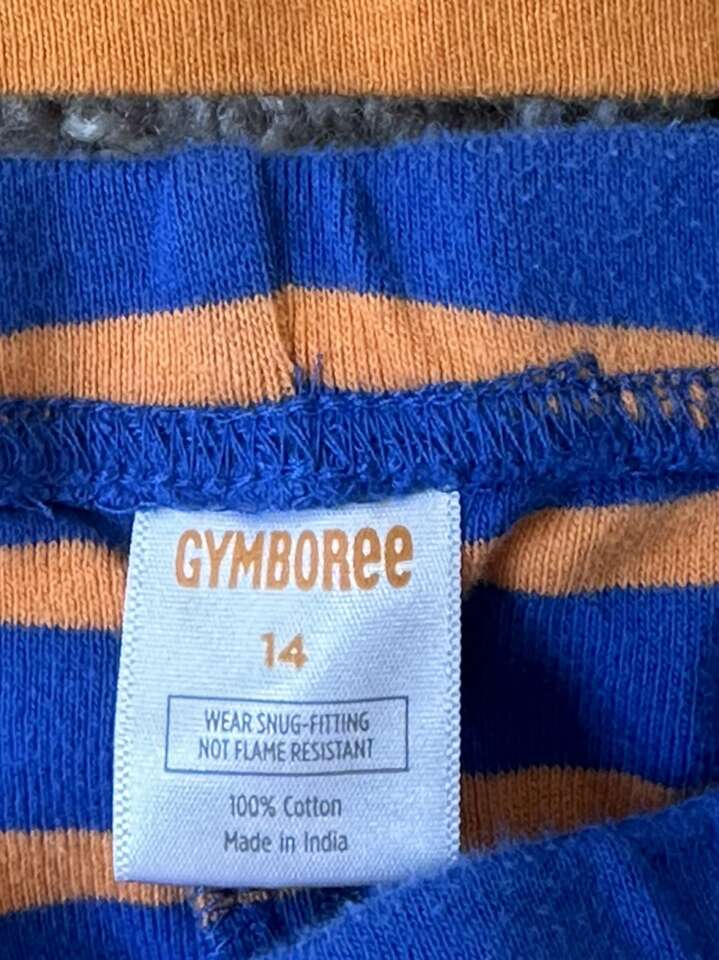 GYMBOREE
14
WEAR SNUG-FITTING
NOT FLAME RESISTANT
100% Cotton
Made in India